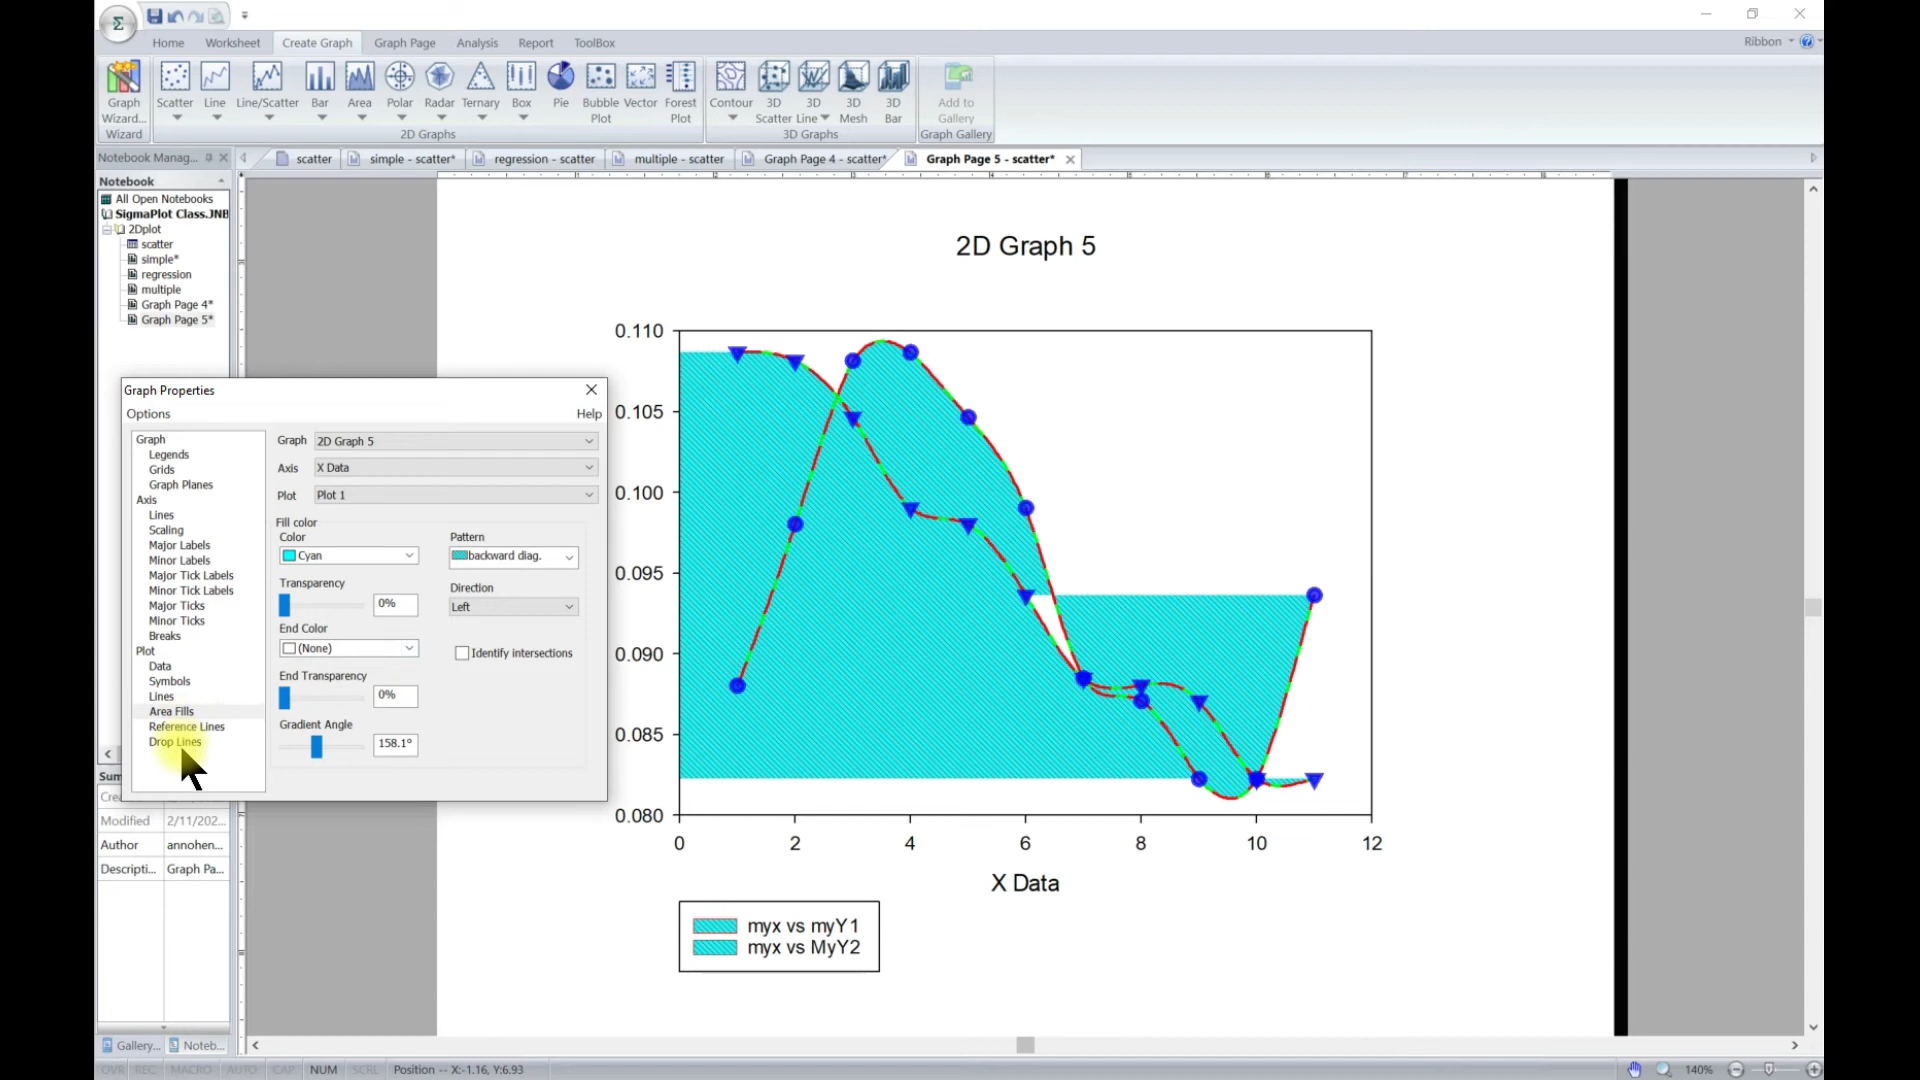 Σ
Home Worksheet Create Graph Graph Page Analysis Report ToolBox Ribbon
Graph Wizard... Scatter Line Line/Scatter Bar Area Polar Radar Ternary Box Pie Bubble Plot Vector Forest Plot Contour 3D Scatter 3D Line 3D Mesh 3D Bar Add to Gallery
Wizard 2D Graphs 3D Graphs Graph Gallery
Notebook Manag... scatter simple - scatter* regression - scatter multiple - scatter Graph Page 4 - scatter* Graph Page 5 - scatter*
Notebook
All Open Notebooks
SigmaPlot Class.JNB
2Dplot
scatter
simple*
regression
multiple
Graph Page 4*
Graph Page 5*
Graph Properties
Options Help
Graph
Legends
Grids
Graph Planes
Axis
Lines
Scaling
Major Labels
Minor Labels
Major Tick Labels
Minor Tick Labels
Major Ticks
Minor Ticks
Breaks
Plot
Data
Symbols
Lines
Area Fills
Reference Lines
Drop Lines
Graph 2D Graph 5
Axis X Data
Plot Plot 1
Fill color
Color
Cyan
Transparency
0%
End Color
(None)
End Transparency
0%
Gradient Angle
158.1°
Pattern
backward diag.
Direction
Left
Identify intersections
Sum
Crea
Modified 2/11/202...
Author annohen...
Descripti... Graph Pa...
Gallery... Noteb...
2D Graph 5
0.110
0.105
0.100
0.095
0.090
0.085
0.080
0 2 4 6 8 10 12
X Data
myx vs myY1
myx vs MyY2
OVR REC MACRO AUTO CAP NUM SCRL Position -- X:-1.16, Y:6.93 140%